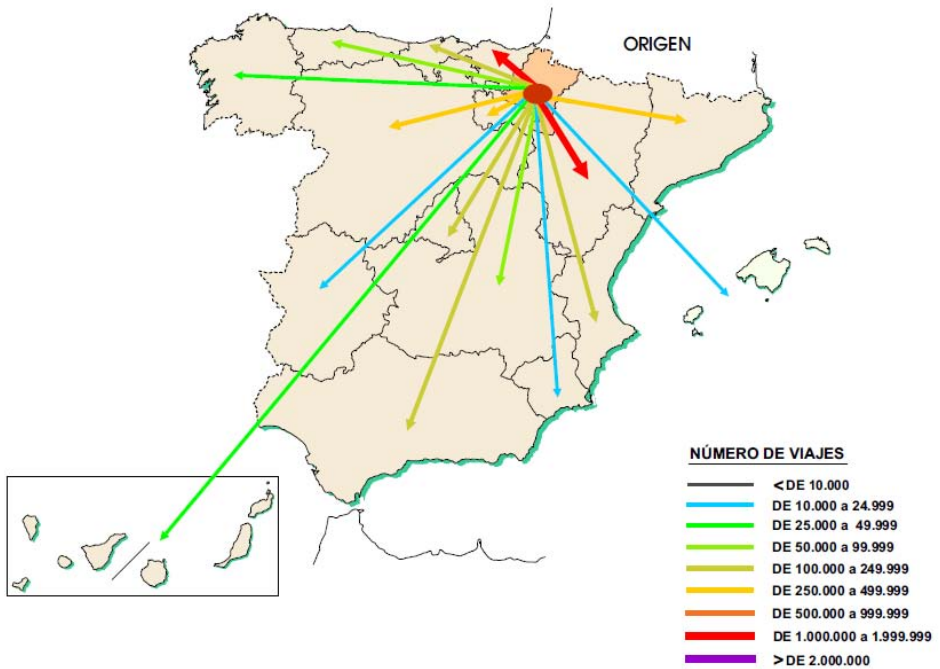 ORIGEN
NÚMERO DE VIAJES
< DE 10.000
DE 10.000 a 24.999
DE 25.000 a 49.999
DE 50.000 a 99.999
DE 100.000 a 249.999
DE 250.000 a 499.999
DE 500.000 a 999.999
DE 1.000.000 a 1.999.999
> DE 2.000.000